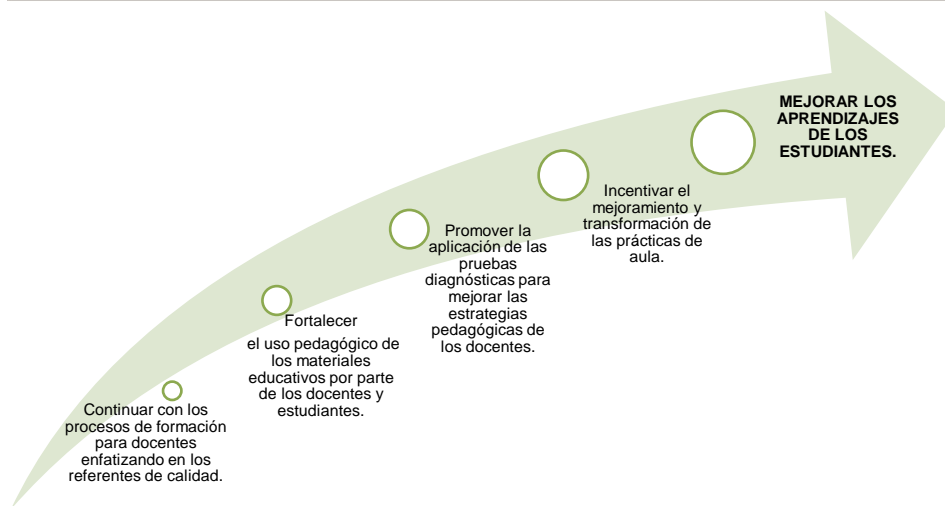 Continuar con los
procesos de formación
para docentes
enfatizando en los
referentes de calidad.
Fortalecer
el uso pedagógico de
los materiales
educativos por parte
de los docentes y
estudiantes.
Promover la
aplicación de las
pruebas
diagnósticas para
mejorar las
estrategias
pedagógicas de
los docentes.
Incentivar el
mejoramiento y
transformación de
las prácticas de
aula.
MEJORAR LOS
APRENDIZAJES
DE LOS
ESTUDIANTES.